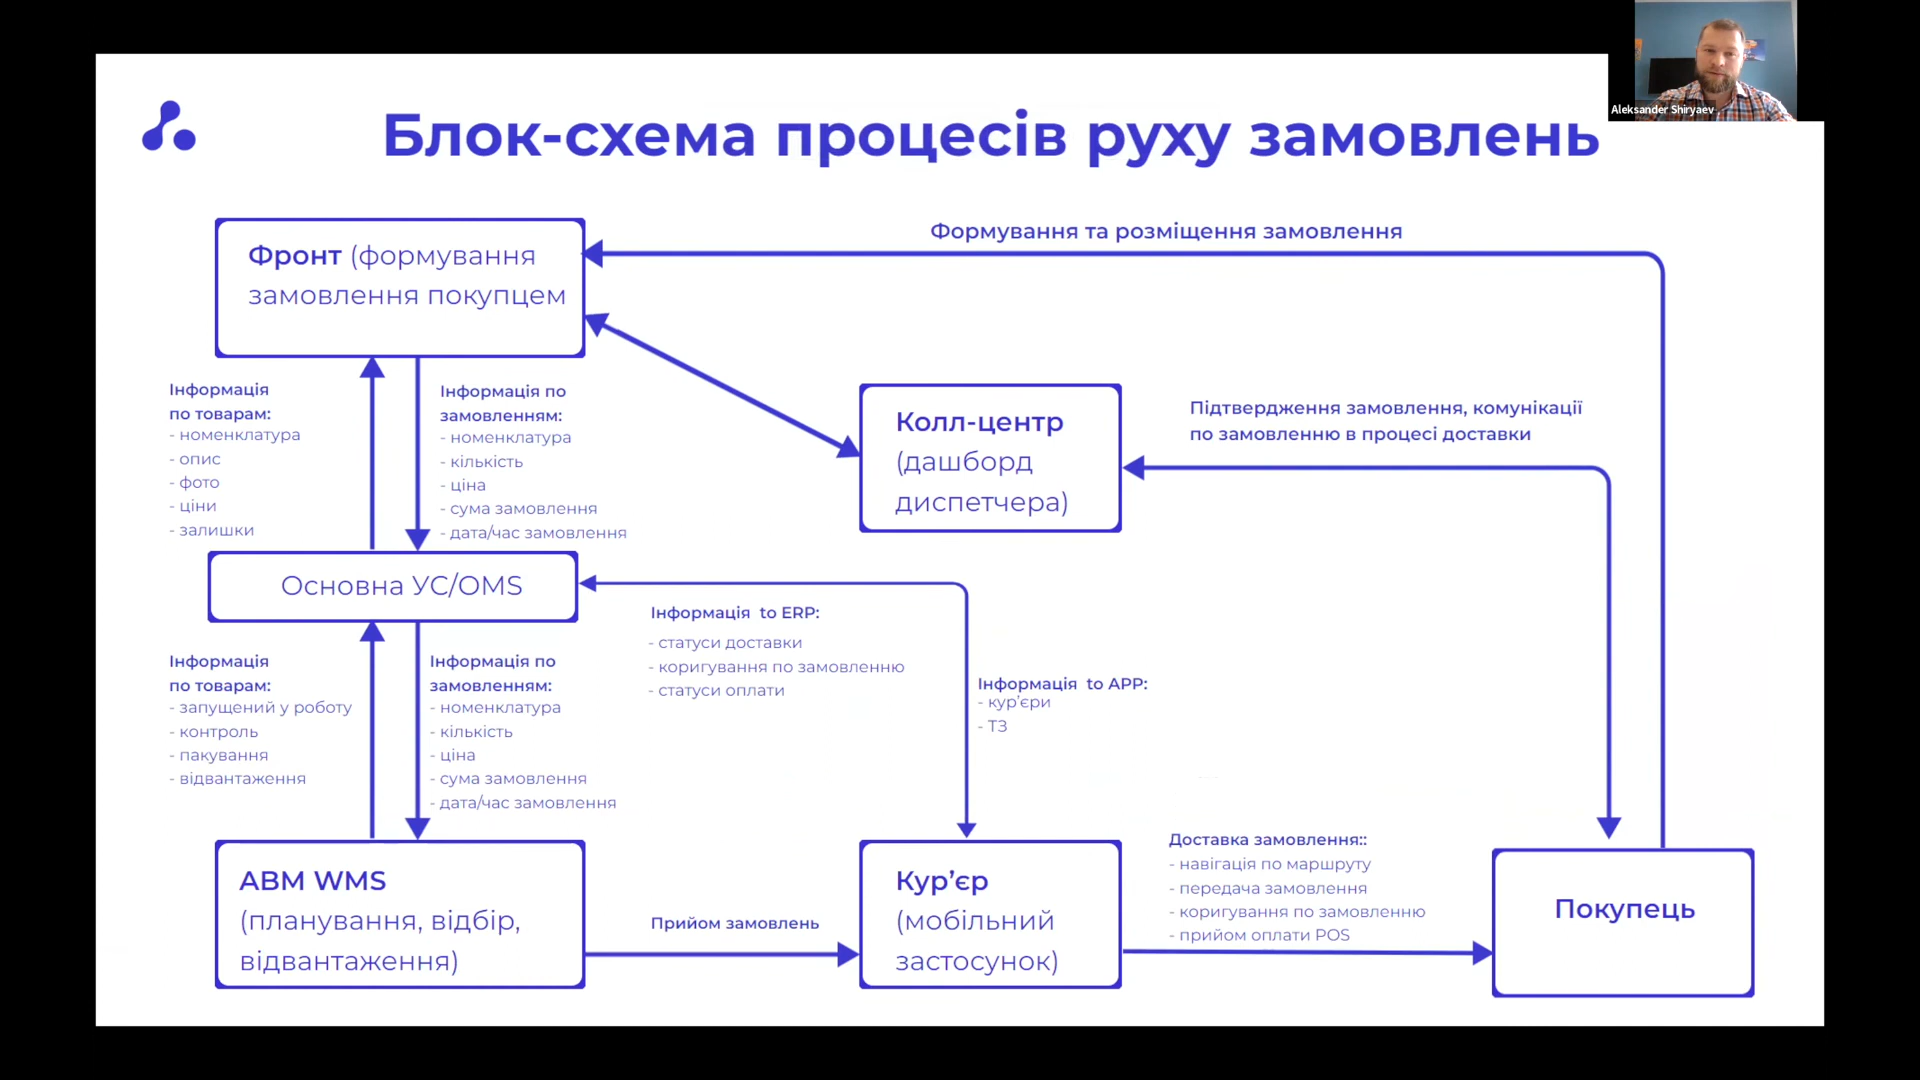 Aleksander Shiryaev
Блок-схема процесів руху замовлень
Фронт (формування
замовлення покупцем
Формування та розміщення замовлення
Інформація
по товарам:
- номенклатура
- опис
- фото
- ціни
- залишки
Інформація по
замовленням:
- номенклатура
- кількість
- ціна
- сума замовлення
- дата/час замовлення
Колл-центр
(дашборд
диспетчера)
Підтвердження замовлення, комунікації
по замовленню в процесі доставки
Основна УС/OMS
Інформація to ERP:
- статуси доставки
- коригування по замовленню
- статуси оплати
Інформація to APP:
- кур'єри
- ТЗ
Інформація
по товарам:
- запущений у роботу
- контроль
- пакування
- відвантаження
Інформація по
замовленням:
- номенклатура
- кількість
- ціна
- сума замовлення
- дата/час замовлення
ABM WMS
(планування, відбір,
відвантаження)
Прийом замовлень
Кур'єр
(мобільний
застосунок)
Доставка замовлення::
- навігація по маршруту
- передача замовлення
- коригування по замовленню
- прийом оплати POS
Покупець